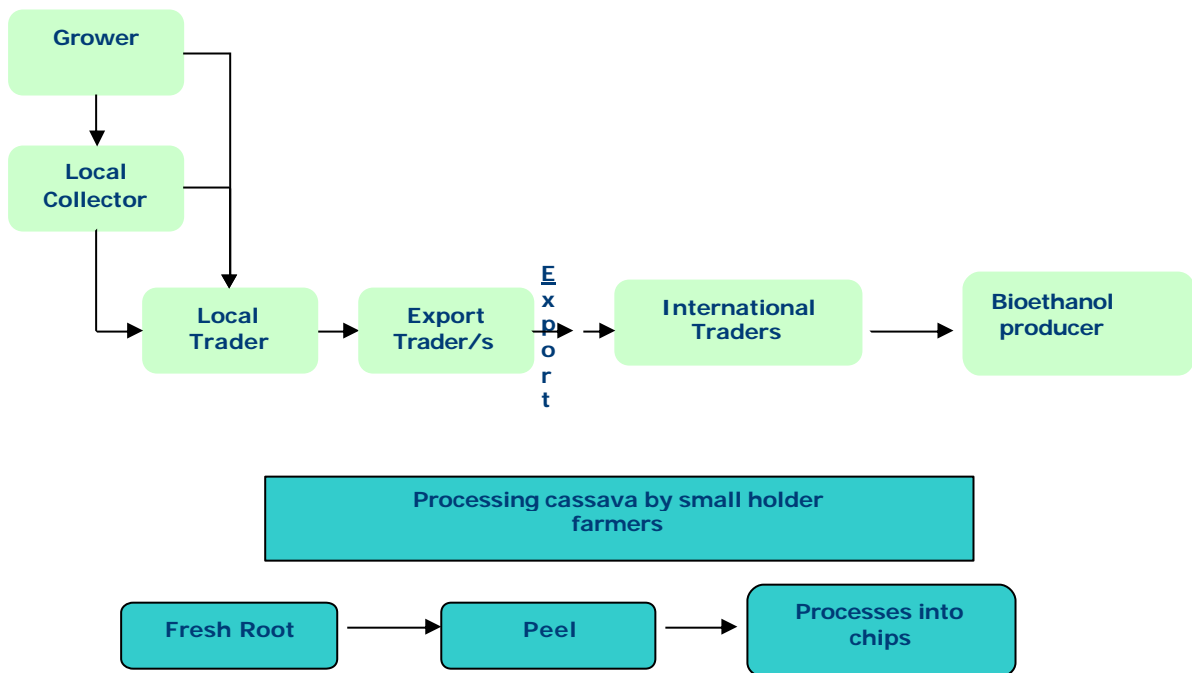 Grower
Local
Collector
Local
Trader
Export
Trader/s
E
x
p
o
r
t
International
Traders
Bioethanol
producer
Processing cassava by small holder
farmers
Fresh Root
Peel
Processes into
chips